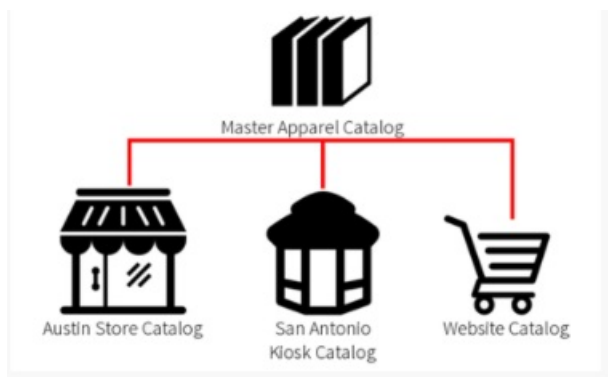 Master Apparel Catalog
Austin Store Catalog
San Antonio
Kiosk Catalog
Website Catalog